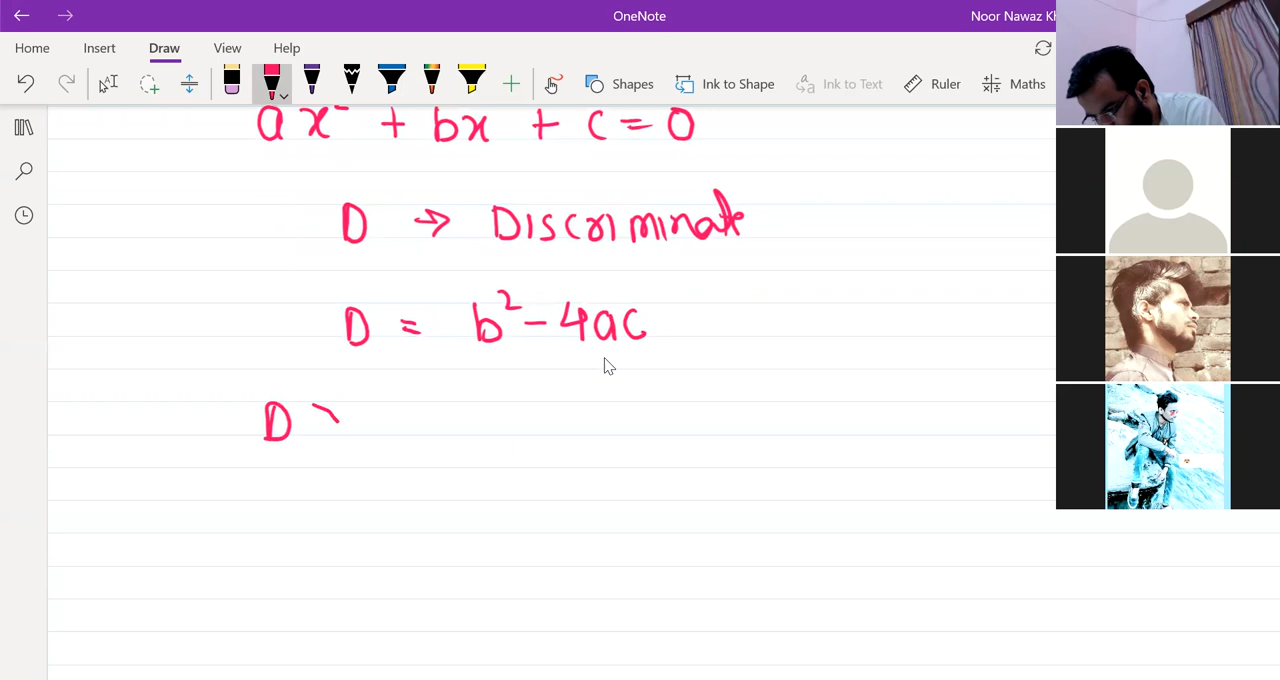 OneNote
Noor Nawaz Kh
Home Insert Draw View Help
Shapes Ink to Shape Ink to Text Ruler Maths
ax² + bx + c = 0
D → Discriminate
D = b² - 4ac
D